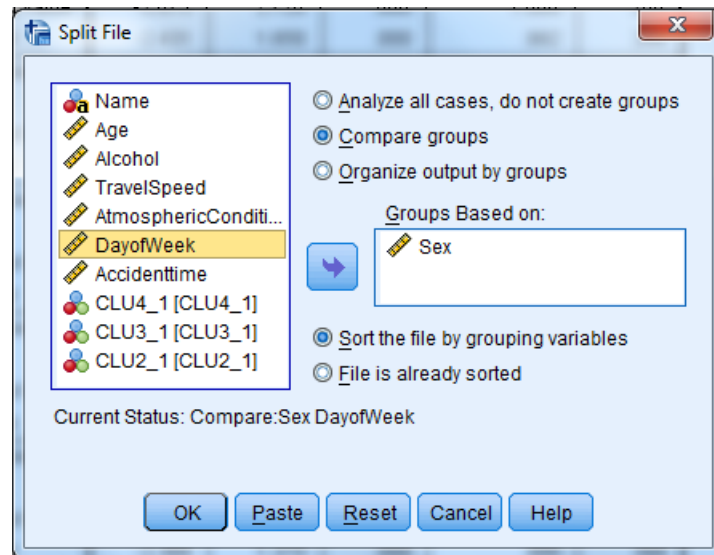 Split File
Name
Age
Alcohol
TravelSpeed
AtmosphericConditi...
DayofWeek
Accidenttime
CLU4_1 [CLU4_1]
CLU3_1 [CLU3_1]
CLU2_1 [CLU2_1]
Analyze all cases, do not create groups
Compare groups
Organize output by groups
Groups Based on:
Sex
Sort the file by grouping variables
File is already sorted
Current Status: Compare:Sex DayofWeek
OK Paste Reset Cancel Help